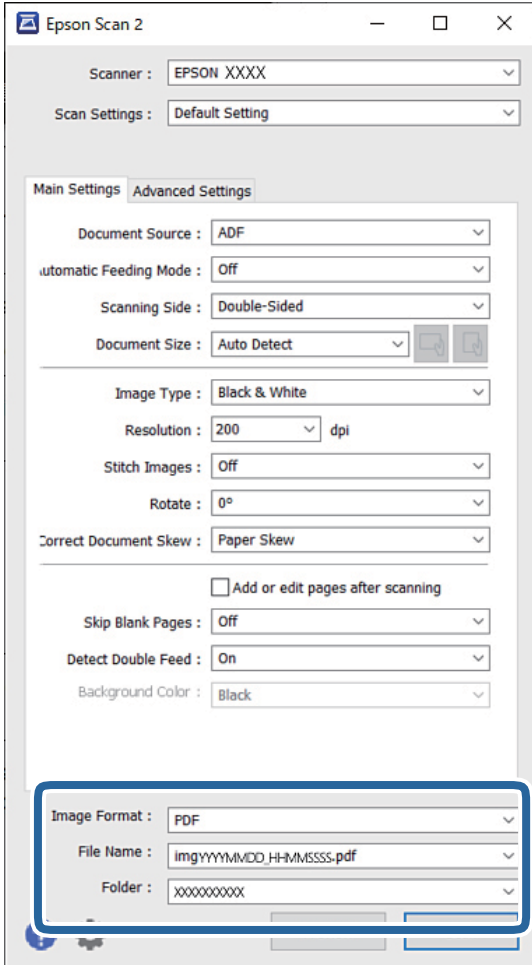 Epson Scan 2
Scanner : EPSON XXXX
Scan Settings : Default Setting
Main Settings Advanced Settings
Document Source : ADF
utomatic Feeding Mode : Off
Scanning Side : Double-Sided
Document Size : Auto Detect
Image Type : Black & White
Resolution : 200 dpi
Stitch Images : Off
Rotate : 0°
Correct Document Skew : Paper Skew
Add or edit pages after scanning
Skip Blank Pages : Off
Detect Double Feed : On
Background Color : Black
Image Format : PDF
File Name : imgYYYYMMDD_HHMMSSSS.pdf
Folder : XXXXXXXXXX